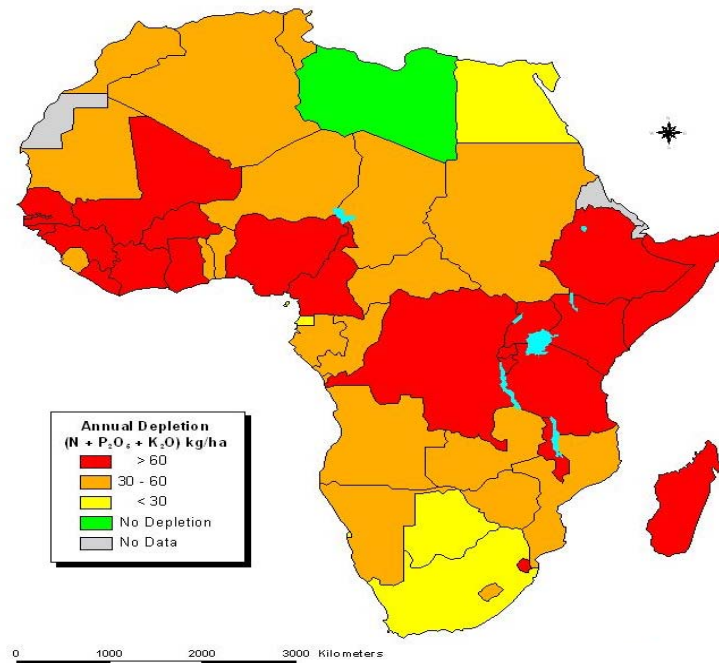 Annual Depletion
(N + P₂O₅ + K₂O) kg/ha
> 60
30 - 60
< 30
No Depletion
No Data
0 1000 2000 3000 Kilometers